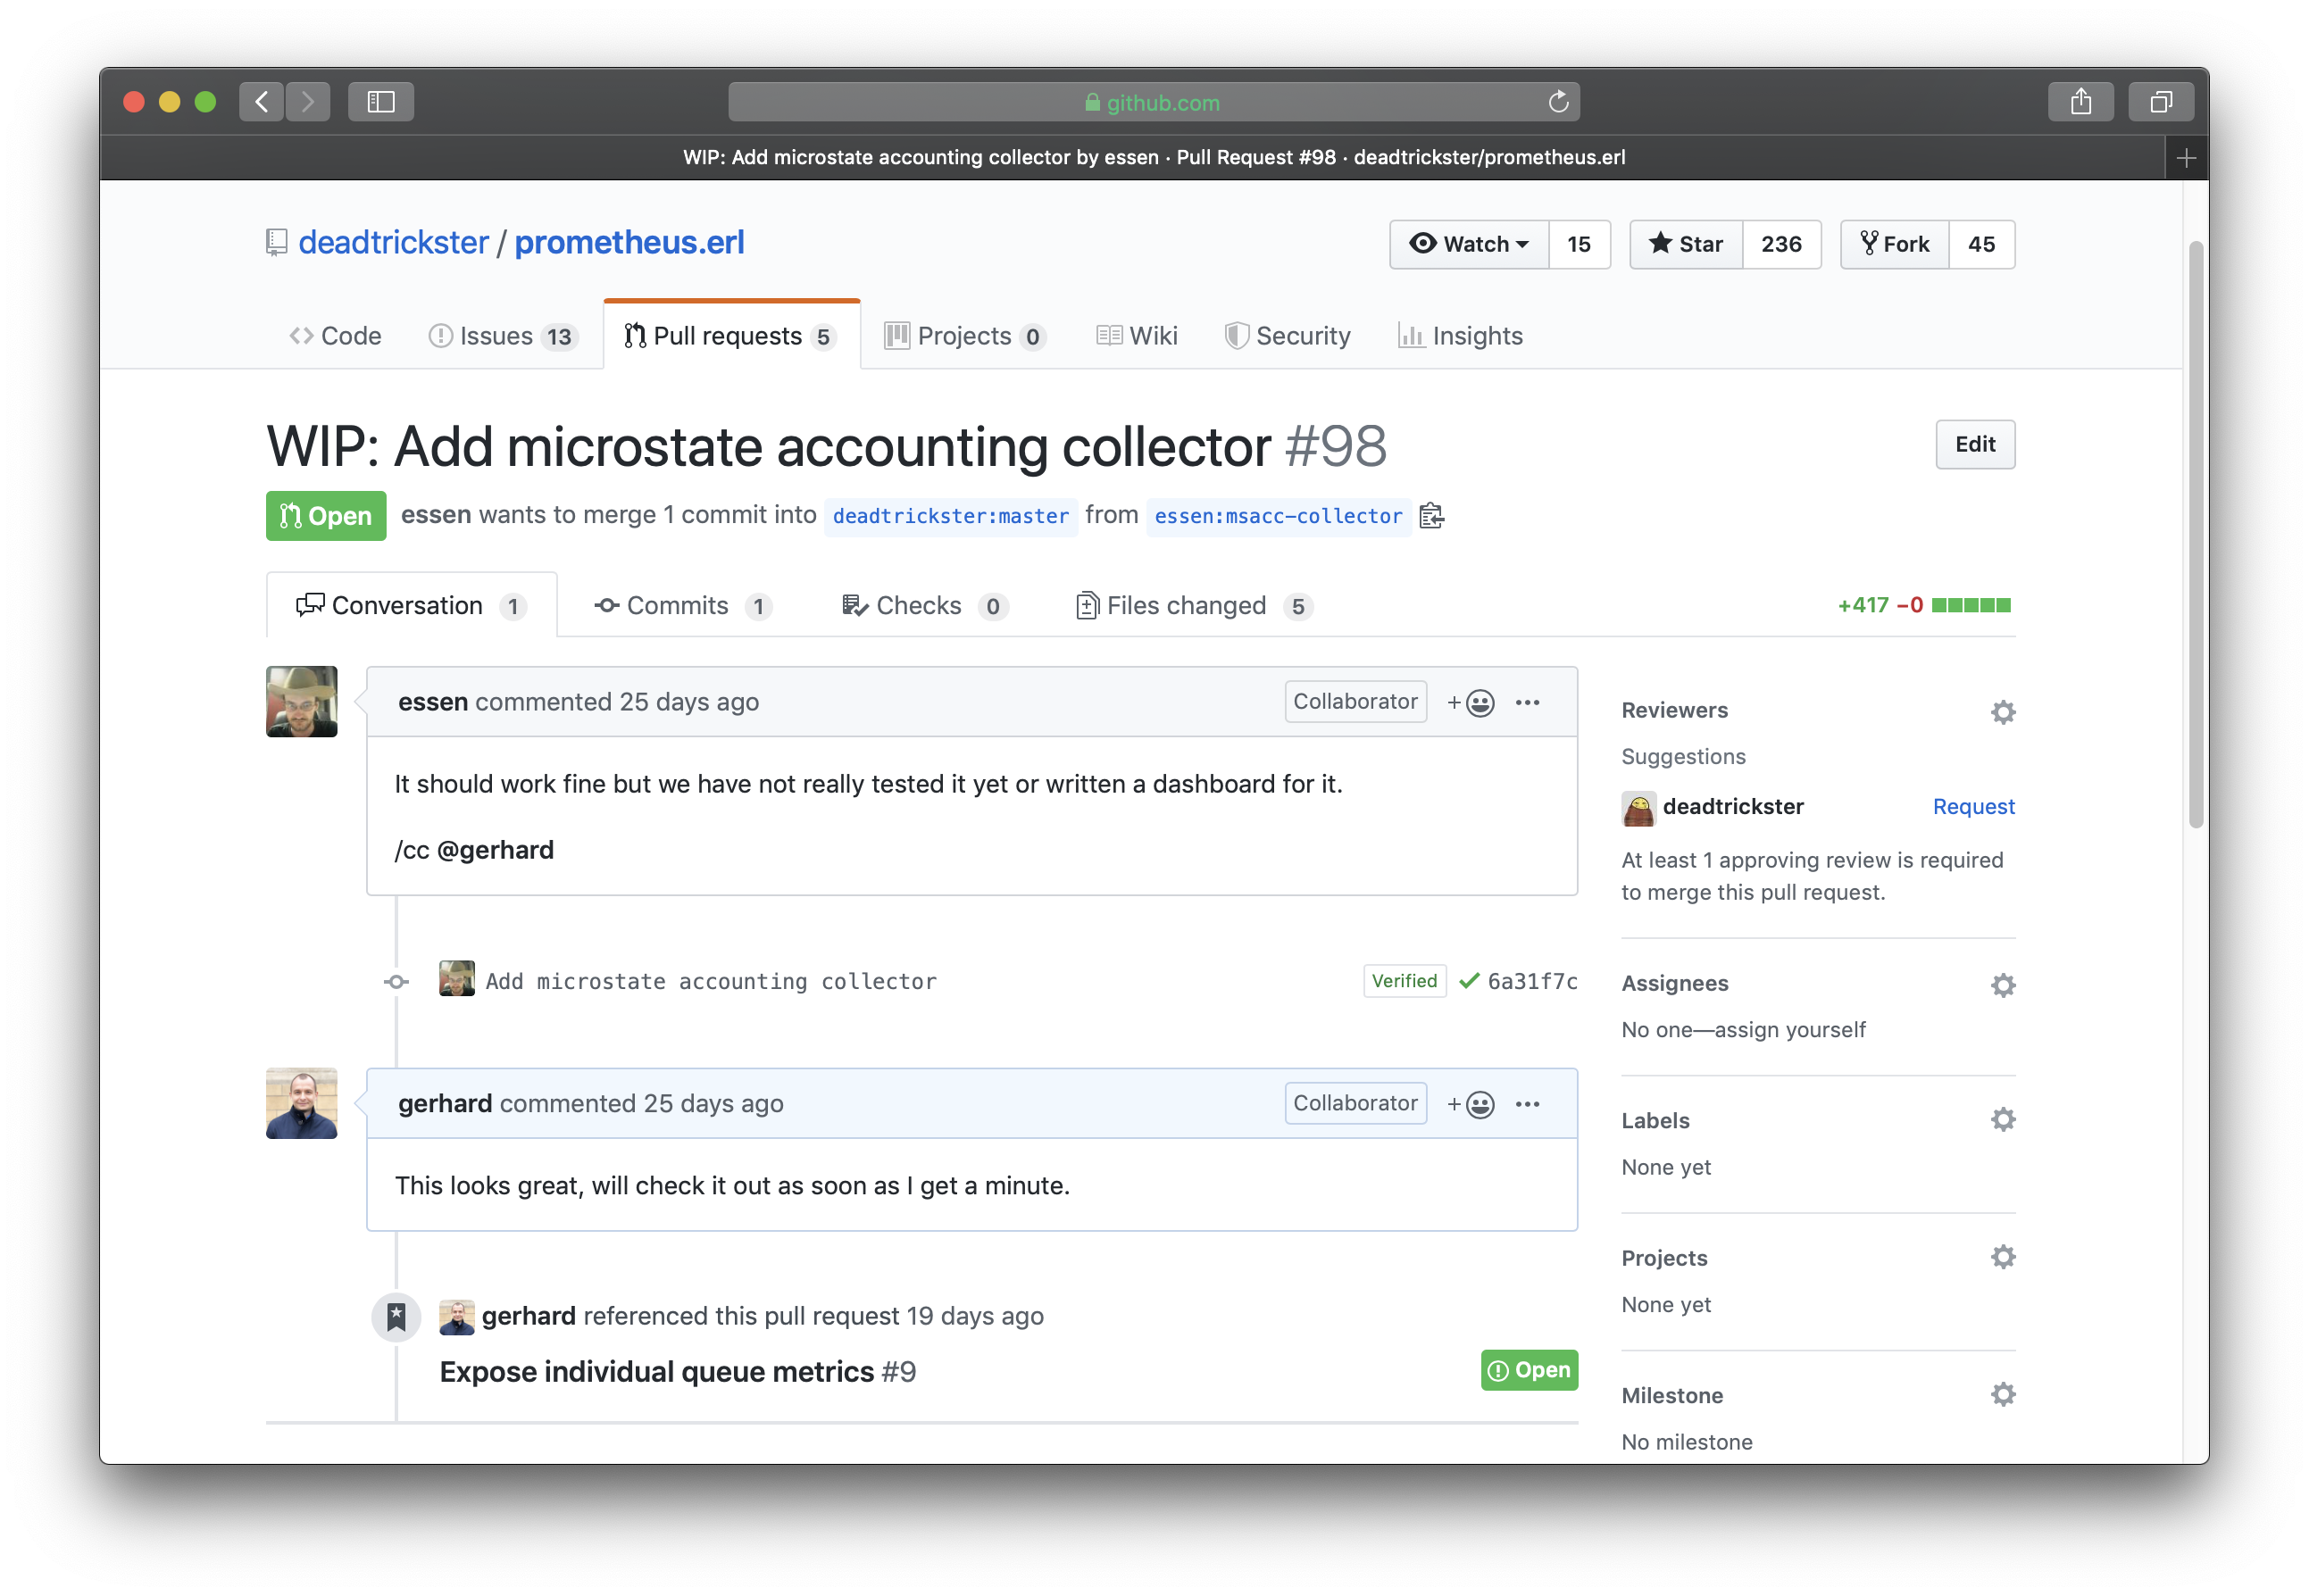 github.com
WIP: Add microstate accounting collector by essen · Pull Request #98 · deadtrickster/prometheus.erl
deadtrickster / prometheus.erl
Watch 15 Star 236 Fork 45
Code Issues 13 Pull requests 5 Projects 0 Wiki Security Insights
WIP: Add microstate accounting collector #98
Edit
Open essen wants to merge 1 commit into deadtrickster:master from essen:msacc-collector
Conversation 1 Commits 1 Checks 0 Files changed 5
+417 −0
essen commented 25 days ago
Collaborator
It should work fine but we have not really tested it yet or written a dashboard for it.
/cc @gerhard
Add microstate accounting collector
Verified 6a31f7c
gerhard commented 25 days ago
Collaborator
This looks great, will check it out as soon as I get a minute.
gerhard referenced this pull request 19 days ago
Expose individual queue metrics #9
Open
Reviewers
Suggestions
deadtrickster Request
At least 1 approving review is required
to merge this pull request.
Assignees
No one—assign yourself
Labels
None yet
Projects
None yet
Milestone
No milestone